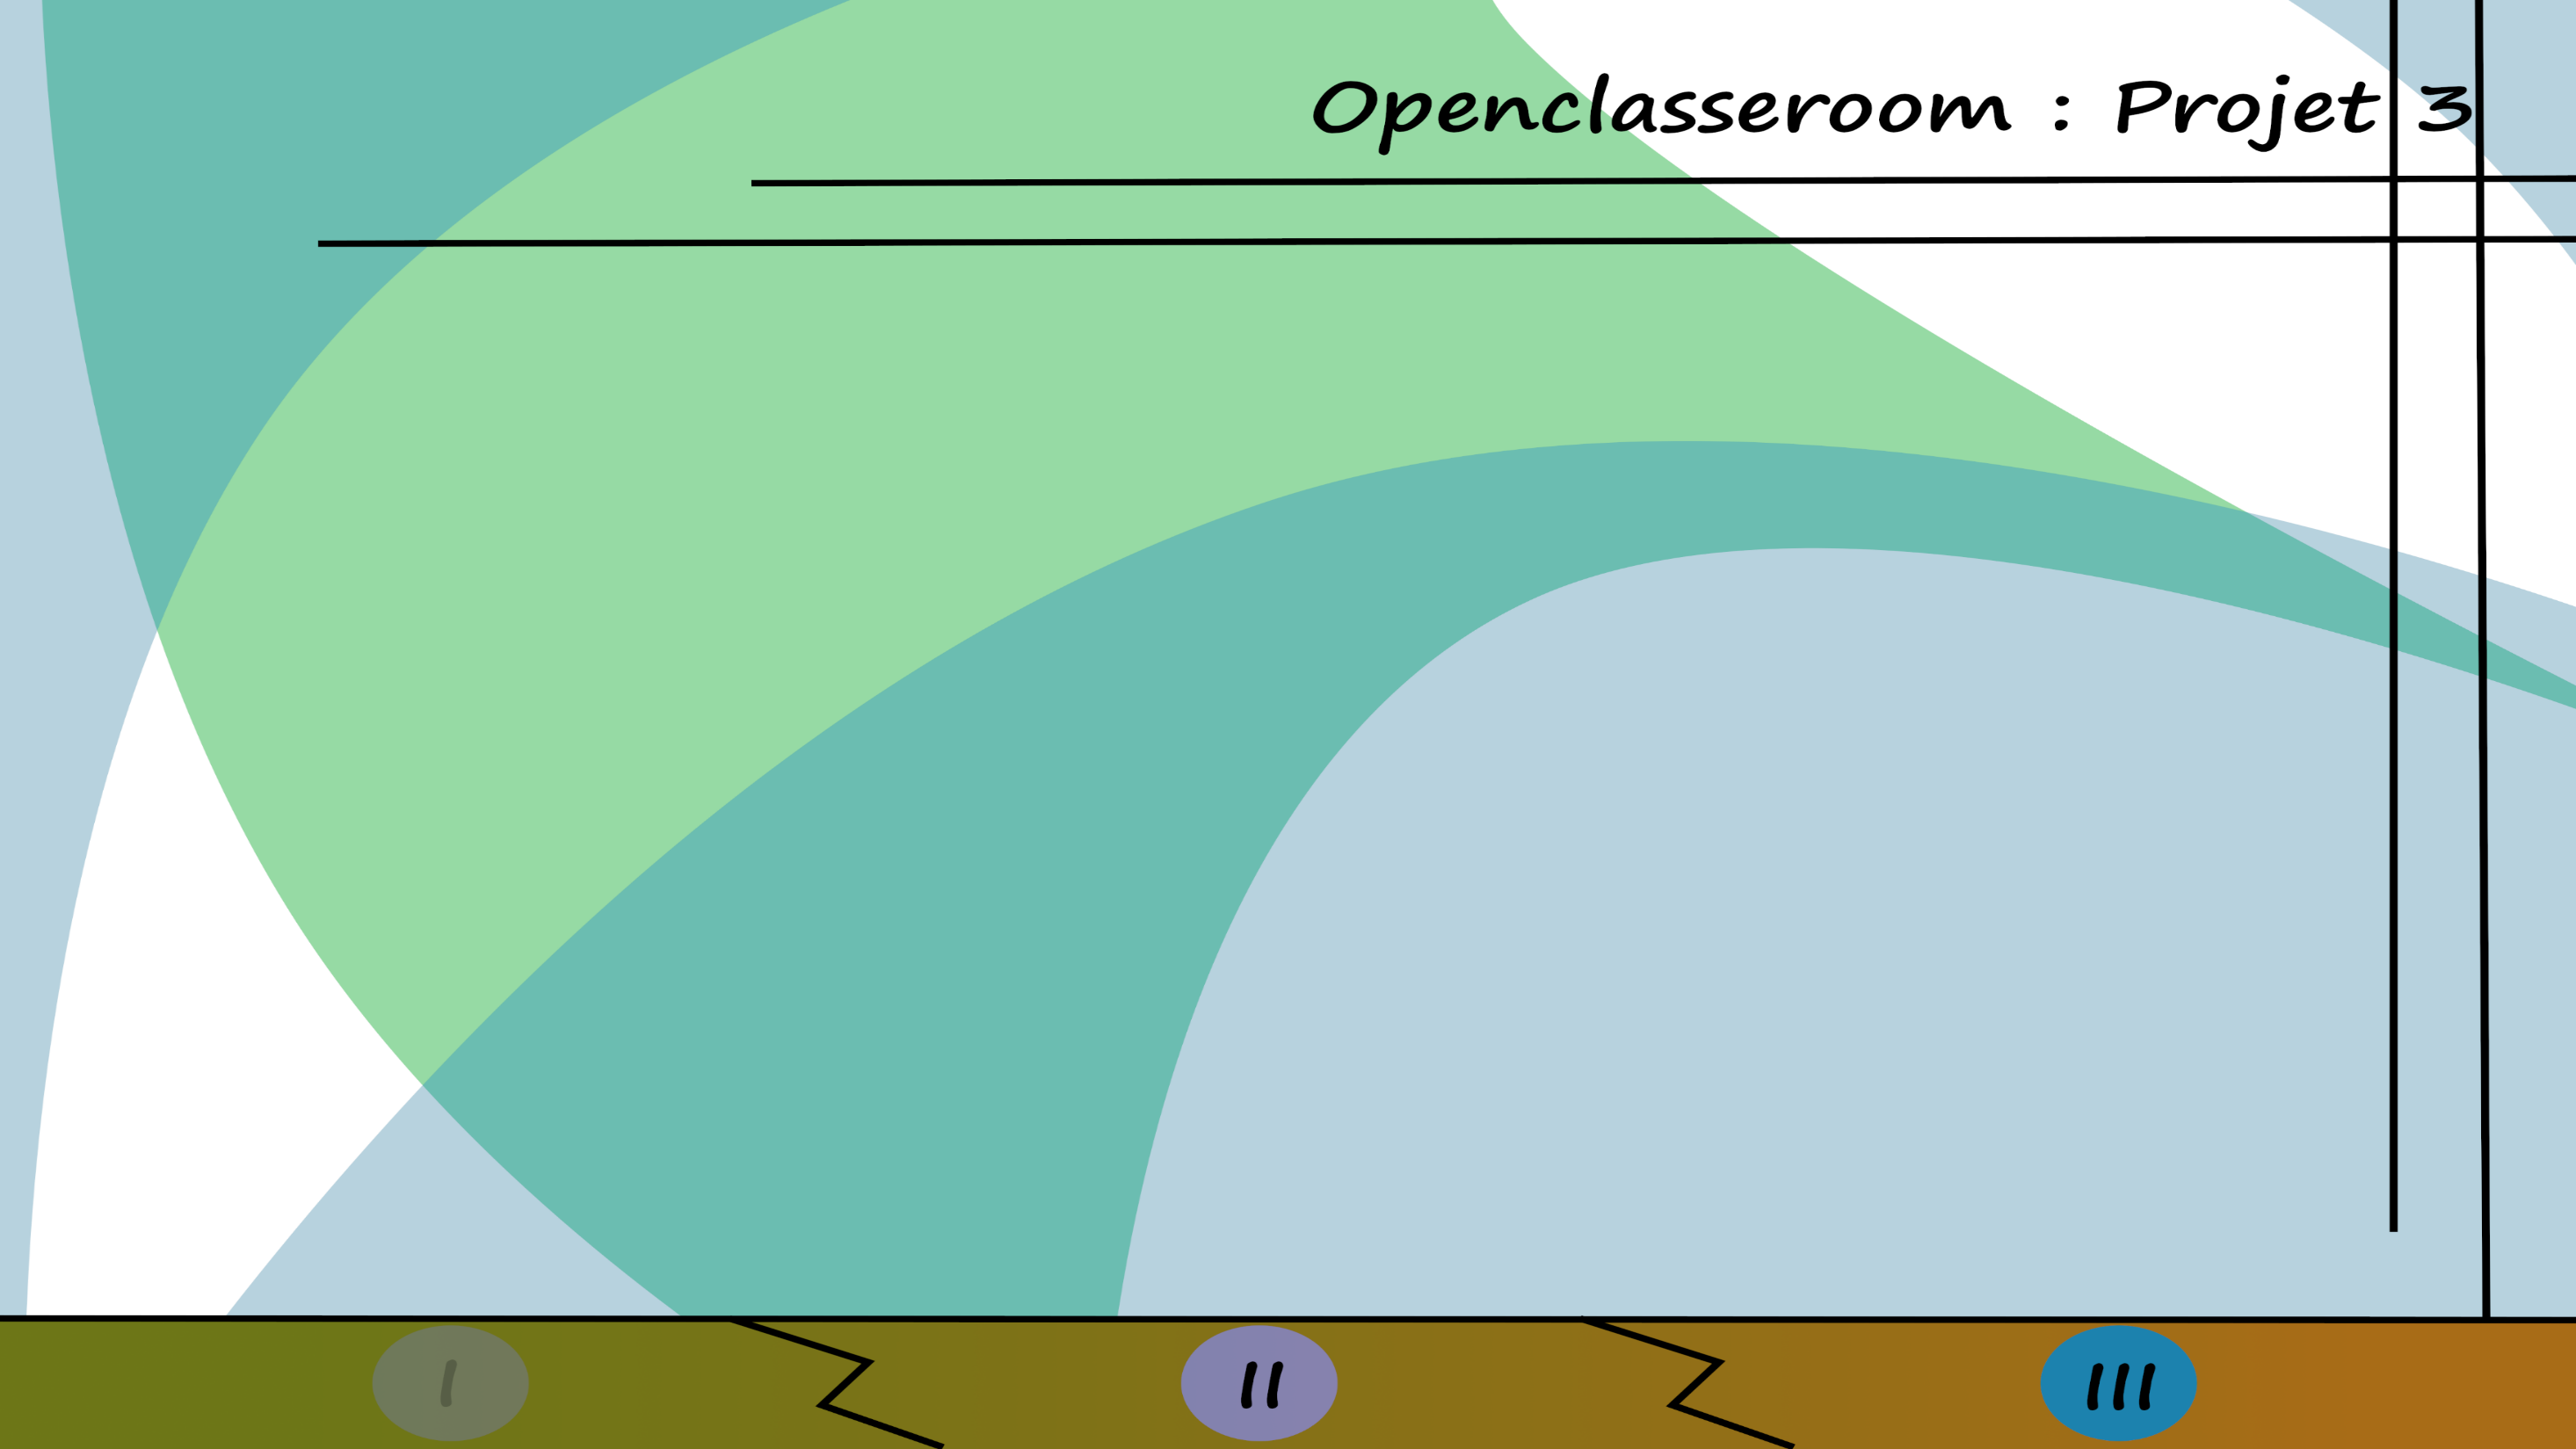 Openclasseroom : Projet 3
I
II
III